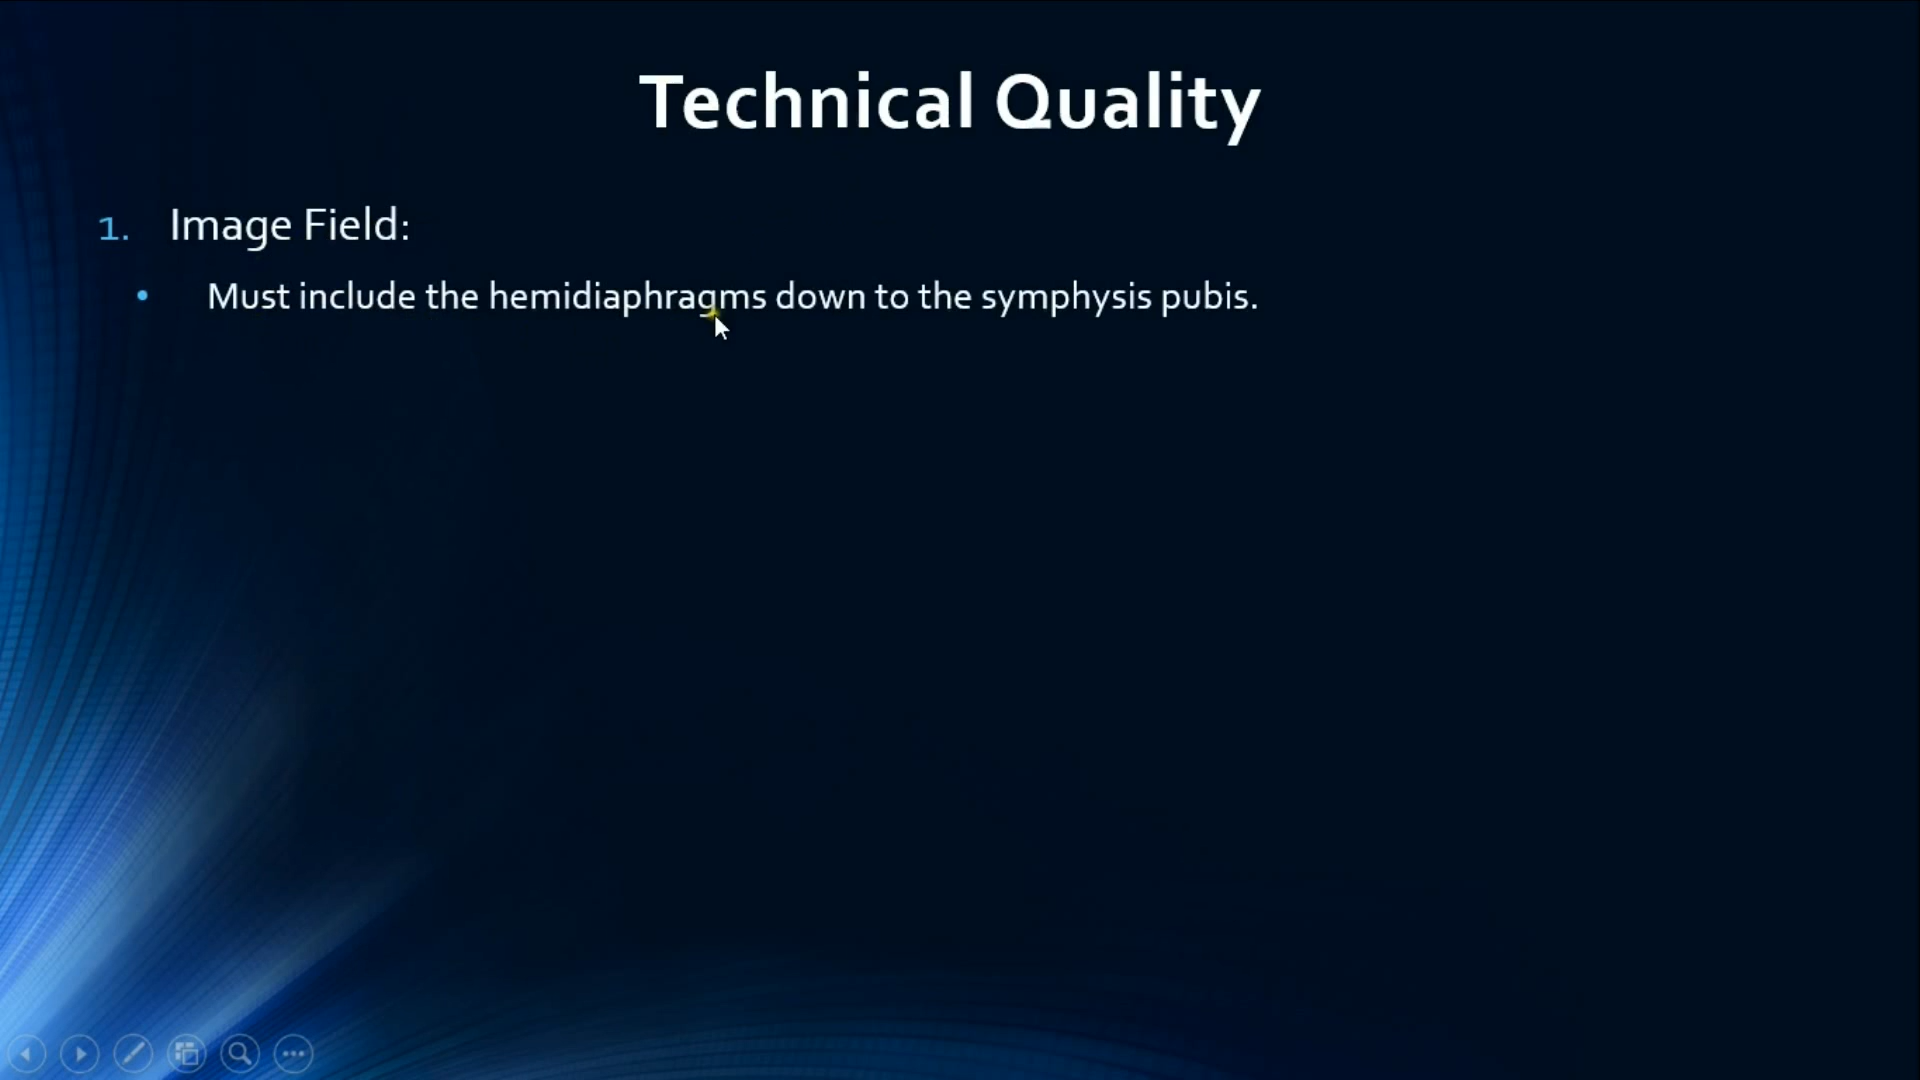 Technical Quality
1. Image Field:
• Must include the hemidiaphragms down to the symphysis pubis.